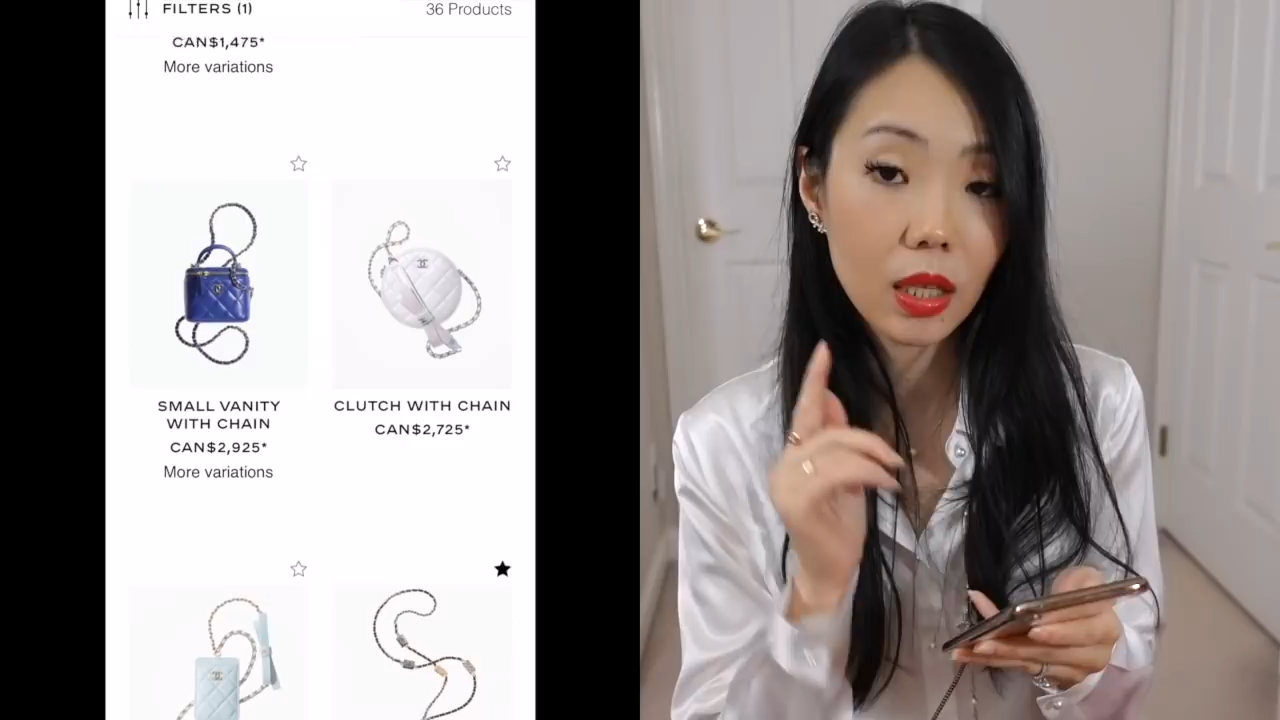 FILTERS (1)
36 Products
CAN$1,475*
More variations
SMALL VANITY
WITH CHAIN
CAN$2,925*
More variations
CLUTCH WITH CHAIN
CAN$2,725*